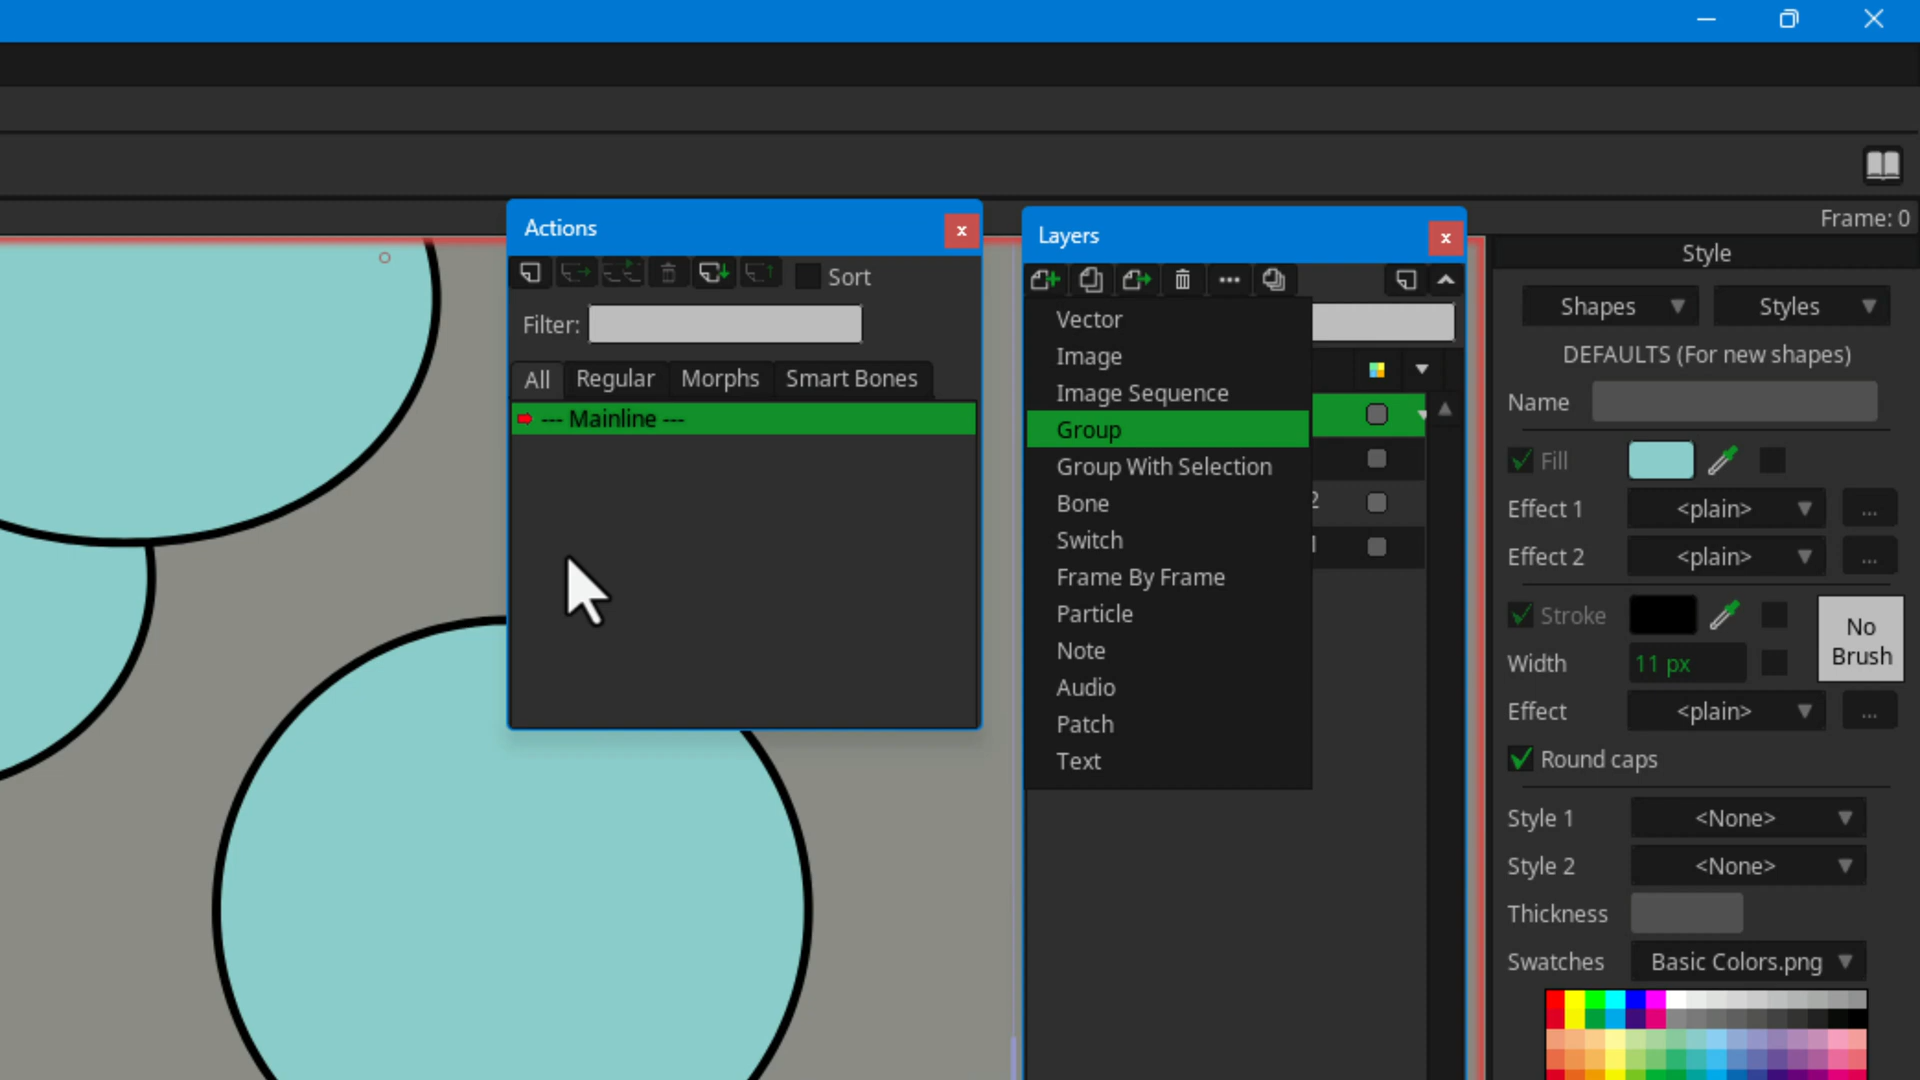 Frame: 0
Actions
Sort
Filter:
All Regular Morphs Smart Bones
--- Mainline ---
Layers
Vector
Image
Image Sequence
Group
Group With Selection
Bone
Switch
Frame By Frame
Particle
Note
Audio
Patch
Text
2
Style
Shapes Styles
DEFAULTS (For new shapes)
Name
Fill
Effect 1 <plain> ...
Effect 2 <plain> ...
Stroke
No
Brush
Width 11 px
Effect <plain> ...
Round caps
Style 1 <None>
Style 2 <None>
Thickness
Swatches Basic Colors.png